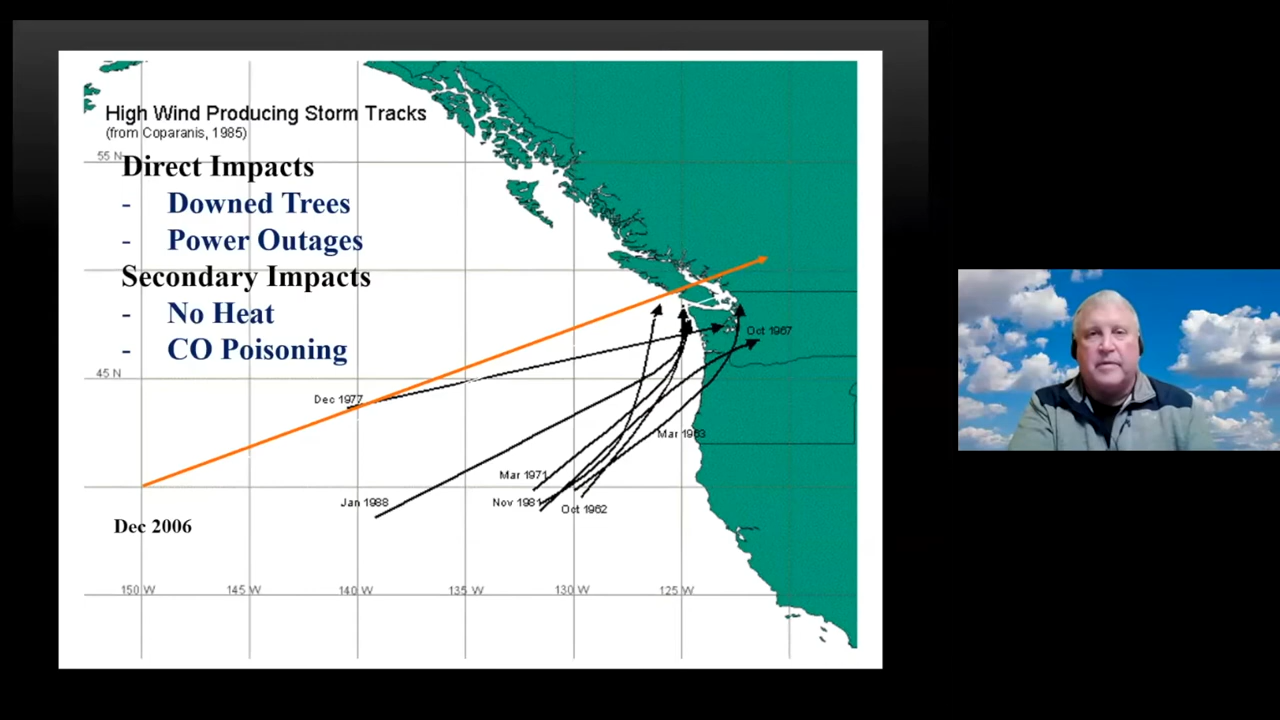 High Wind Producing Storm Tracks
(from Coparanis, 1985)
55 N
Direct Impacts
- Downed Trees
- Power Outages
Secondary Impacts
- No Heat
- CO Poisoning
Oct 1967
45 N
Dec 1977
Mar 1963
Mar 1971
Jan 1988
Nov 1981
Oct 1962
Dec 2006
150 W
145 W
140 W
135 W
130 W
125 W